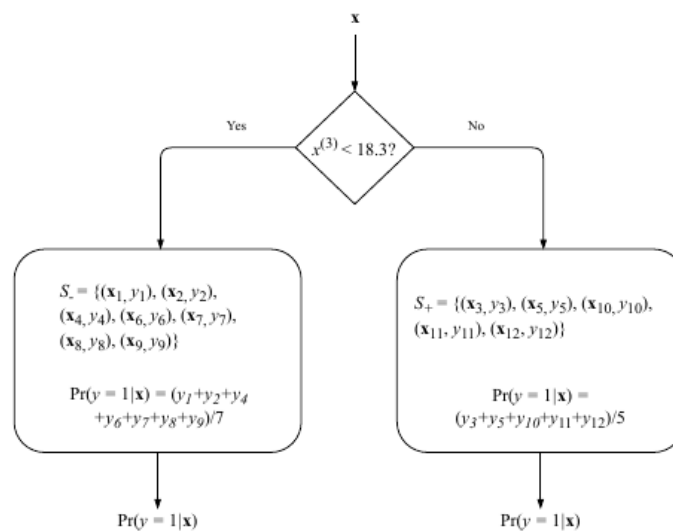 x
Yes
No
x⁽³⁾ < 18.3?
S₋ = {(x₁, y₁), (x₂, y₂),
(x₄, y₄), (x₆, y₆), (x₇, y₇),
(x₈, y₈), (x₉, y₉)}
Pr(y = 1|x) = (y₁+y₂+y₄
+y₆+y₇+y₈+y₉)/7
S₊ = {(x₃, y₃), (x₅, y₅), (x₁₀, y₁₀),
(x₁₁, y₁₁), (x₁₂, y₁₂)}
Pr(y = 1|x) =
(y₃+y₅+y₁₀+y₁₁+y₁₂)/5
Pr(y = 1|x)
Pr(y = 1|x)